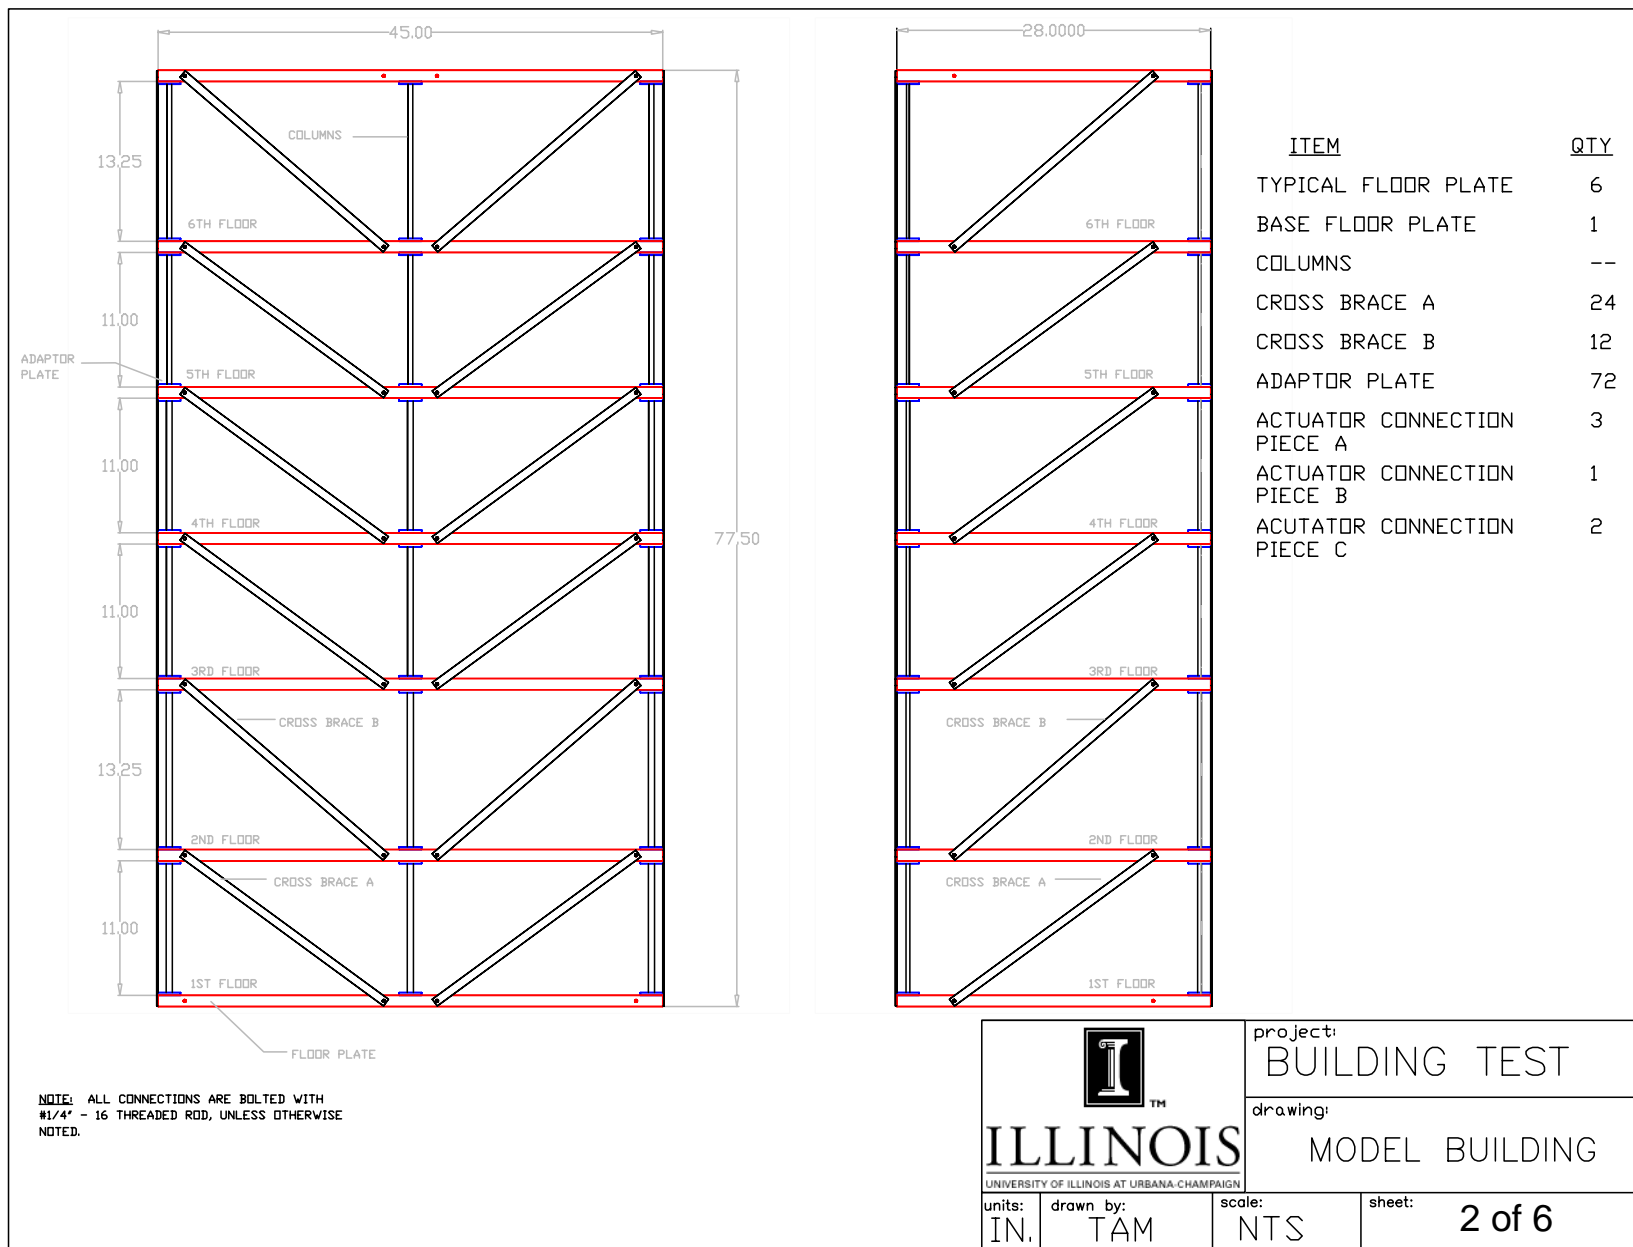 45.00
28.0000
COLUMNS
13.25
6TH FLOOR
11.00
ADAPTOR
PLATE
5TH FLOOR
11.00
4TH FLOOR
77.50
11.00
3RD FLOOR
CROSS BRACE B
13.25
2ND FLOOR
CROSS BRACE A
11.00
1ST FLOOR
FLOOR PLATE
6TH FLOOR
5TH FLOOR
4TH FLOOR
3RD FLOOR
CROSS BRACE B
2ND FLOOR
CROSS BRACE A
1ST FLOOR
ITEM QTY
TYPICAL FLOOR PLATE 6
BASE FLOOR PLATE 1
COLUMNS --
CROSS BRACE A 24
CROSS BRACE B 12
ADAPTOR PLATE 72
ACTUATOR CONNECTION 3
PIECE A
ACTUATOR CONNECTION 1
PIECE B
ACUTATOR CONNECTION 2
PIECE C
NOTE: ALL CONNECTIONS ARE BOLTED WITH
#1/4" - 16 THREADED ROD, UNLESS OTHERWISE
NOTED.
I
TM
ILLINOIS
UNIVERSITY OF ILLINOIS AT URBANA-CHAMPAIGN
project:
BUILDING TEST
drawing:
MODEL BUILDING
units:
IN.
drawn by:
TAM
scale:
NTS
sheet:
2 of 6